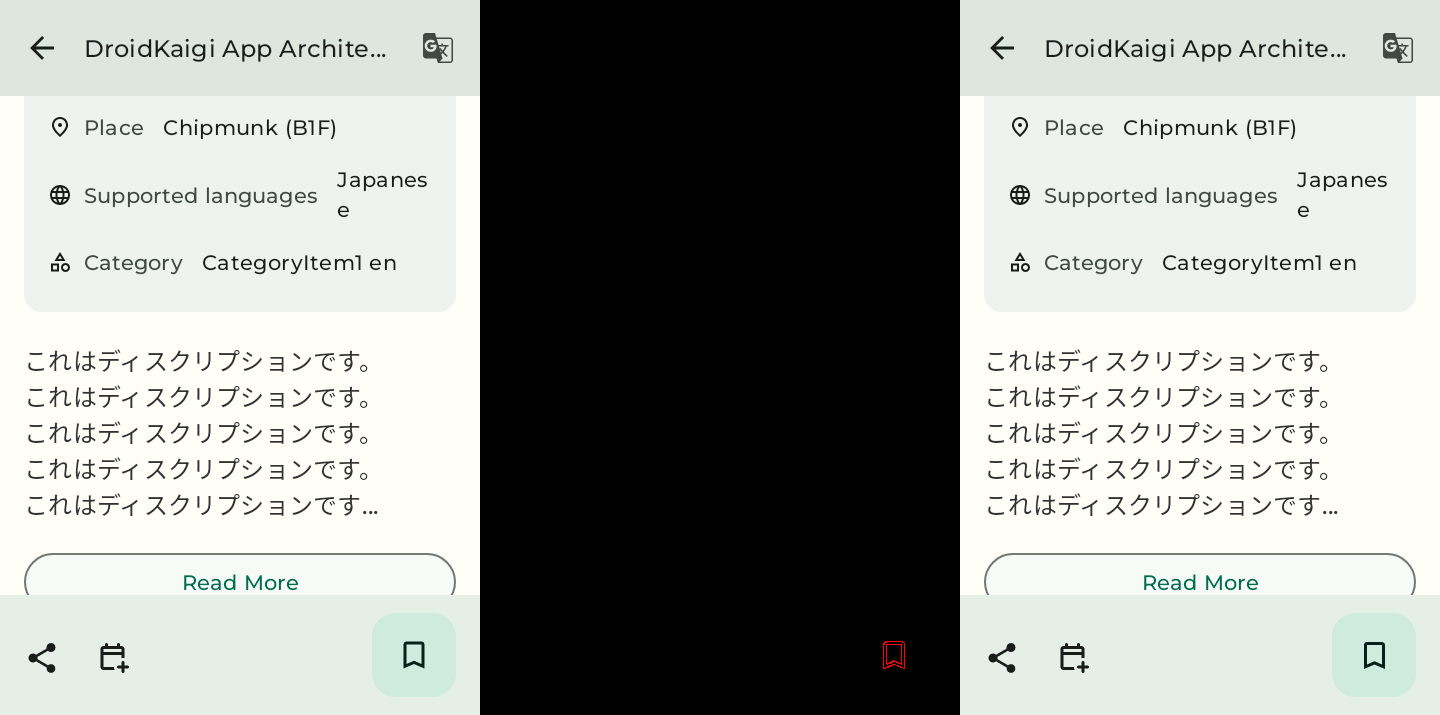 DroidKaigi App Archite...
Place Chipmunk (B1F)
Supported languages Japanes
e
Category CategoryItem1 en
これはディスクリプションです。
これはディスクリプションです。
これはディスクリプションです。
これはディスクリプションです。
これはディスクリプションです...
Read More
DroidKaigi App Archite...
Place Chipmunk (B1F)
Supported languages Japanes
e
Category CategoryItem1 en
これはディスクリプションです。
これはディスクリプションです。
これはディスクリプションです。
これはディスクリプションです。
これはディスクリプションです...
Read More